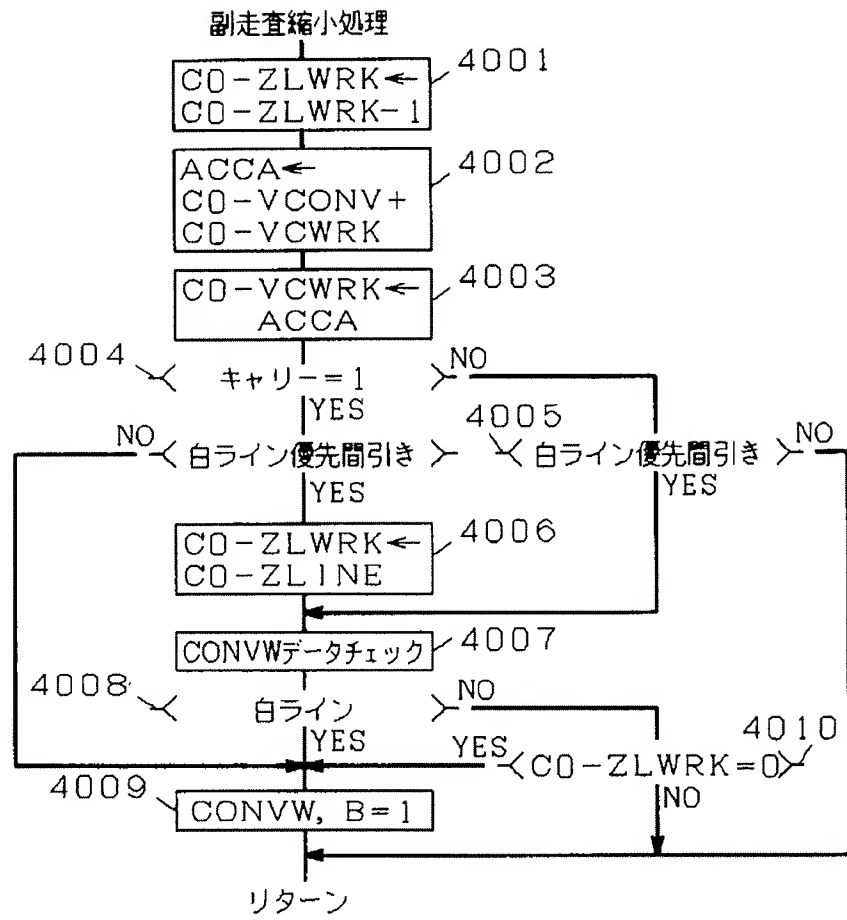 副走査縮小処理
CO-ZLWRK←
CO-ZLWRK-1
4001
ACCA←
CO-VCONV+
CO-VCWRK
4002
CO-VCWRK←
ACCA
4003
4004
キャリー=1
NO
YES
4005
NO
白ライン優先間引き
YES
白ライン優先間引き
NO
YES
CO-ZLWRK←
CO-ZLINE
4006
CONVWデータチェック
4007
4008
白ライン
NO
YES
YES
CO-ZLWRK=0
4010
NO
4009
CONVW, B=1
リターン